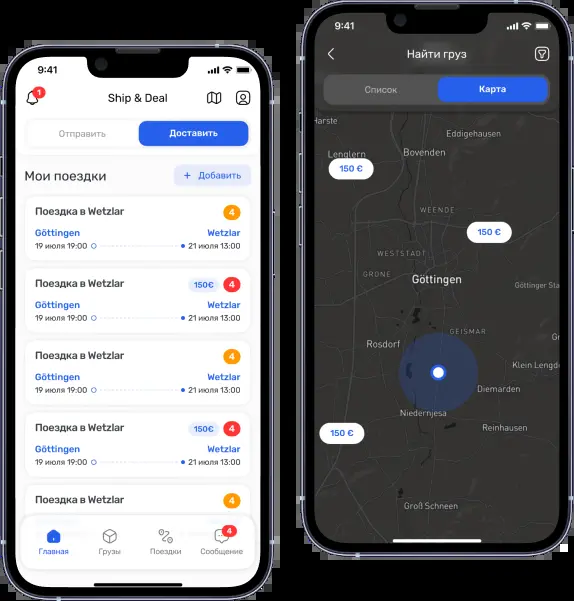 9:41
1
Ship & Deal
Отправить
Доставить
Мои поездки
+ Добавить
Поездка в Wetzlar
4
Göttingen
Wetzlar
19 июля 19:00
21 июля 13:00
Поездка в Wetzlar
150€
4
Göttingen
Wetzlar
19 июля 19:00
21 июля 13:00
Поездка в Wetzlar
4
Göttingen
Wetzlar
19 июля 19:00
21 июля 13:00
Поездка в Wetzlar
150€
4
Göttingen
Wetzlar
19 июля 19:00
21 июля 13:00
Поездка в Wetzlar
4
Главная
Грузы
Поездки
4
Сообщение
9:41
Найти груз
Список
Карта
Harste
Eddigehausen
Lenglern
Bovenden
150 €
WEENDE
150 €
WESTSTADT
GRONE
Göttingen
Göttinger Sta
GEISMAR
Rosdorf
Klein Lengd
Diemarden
Niedernjesa
Reinhausen
150 €
Groß Schneen